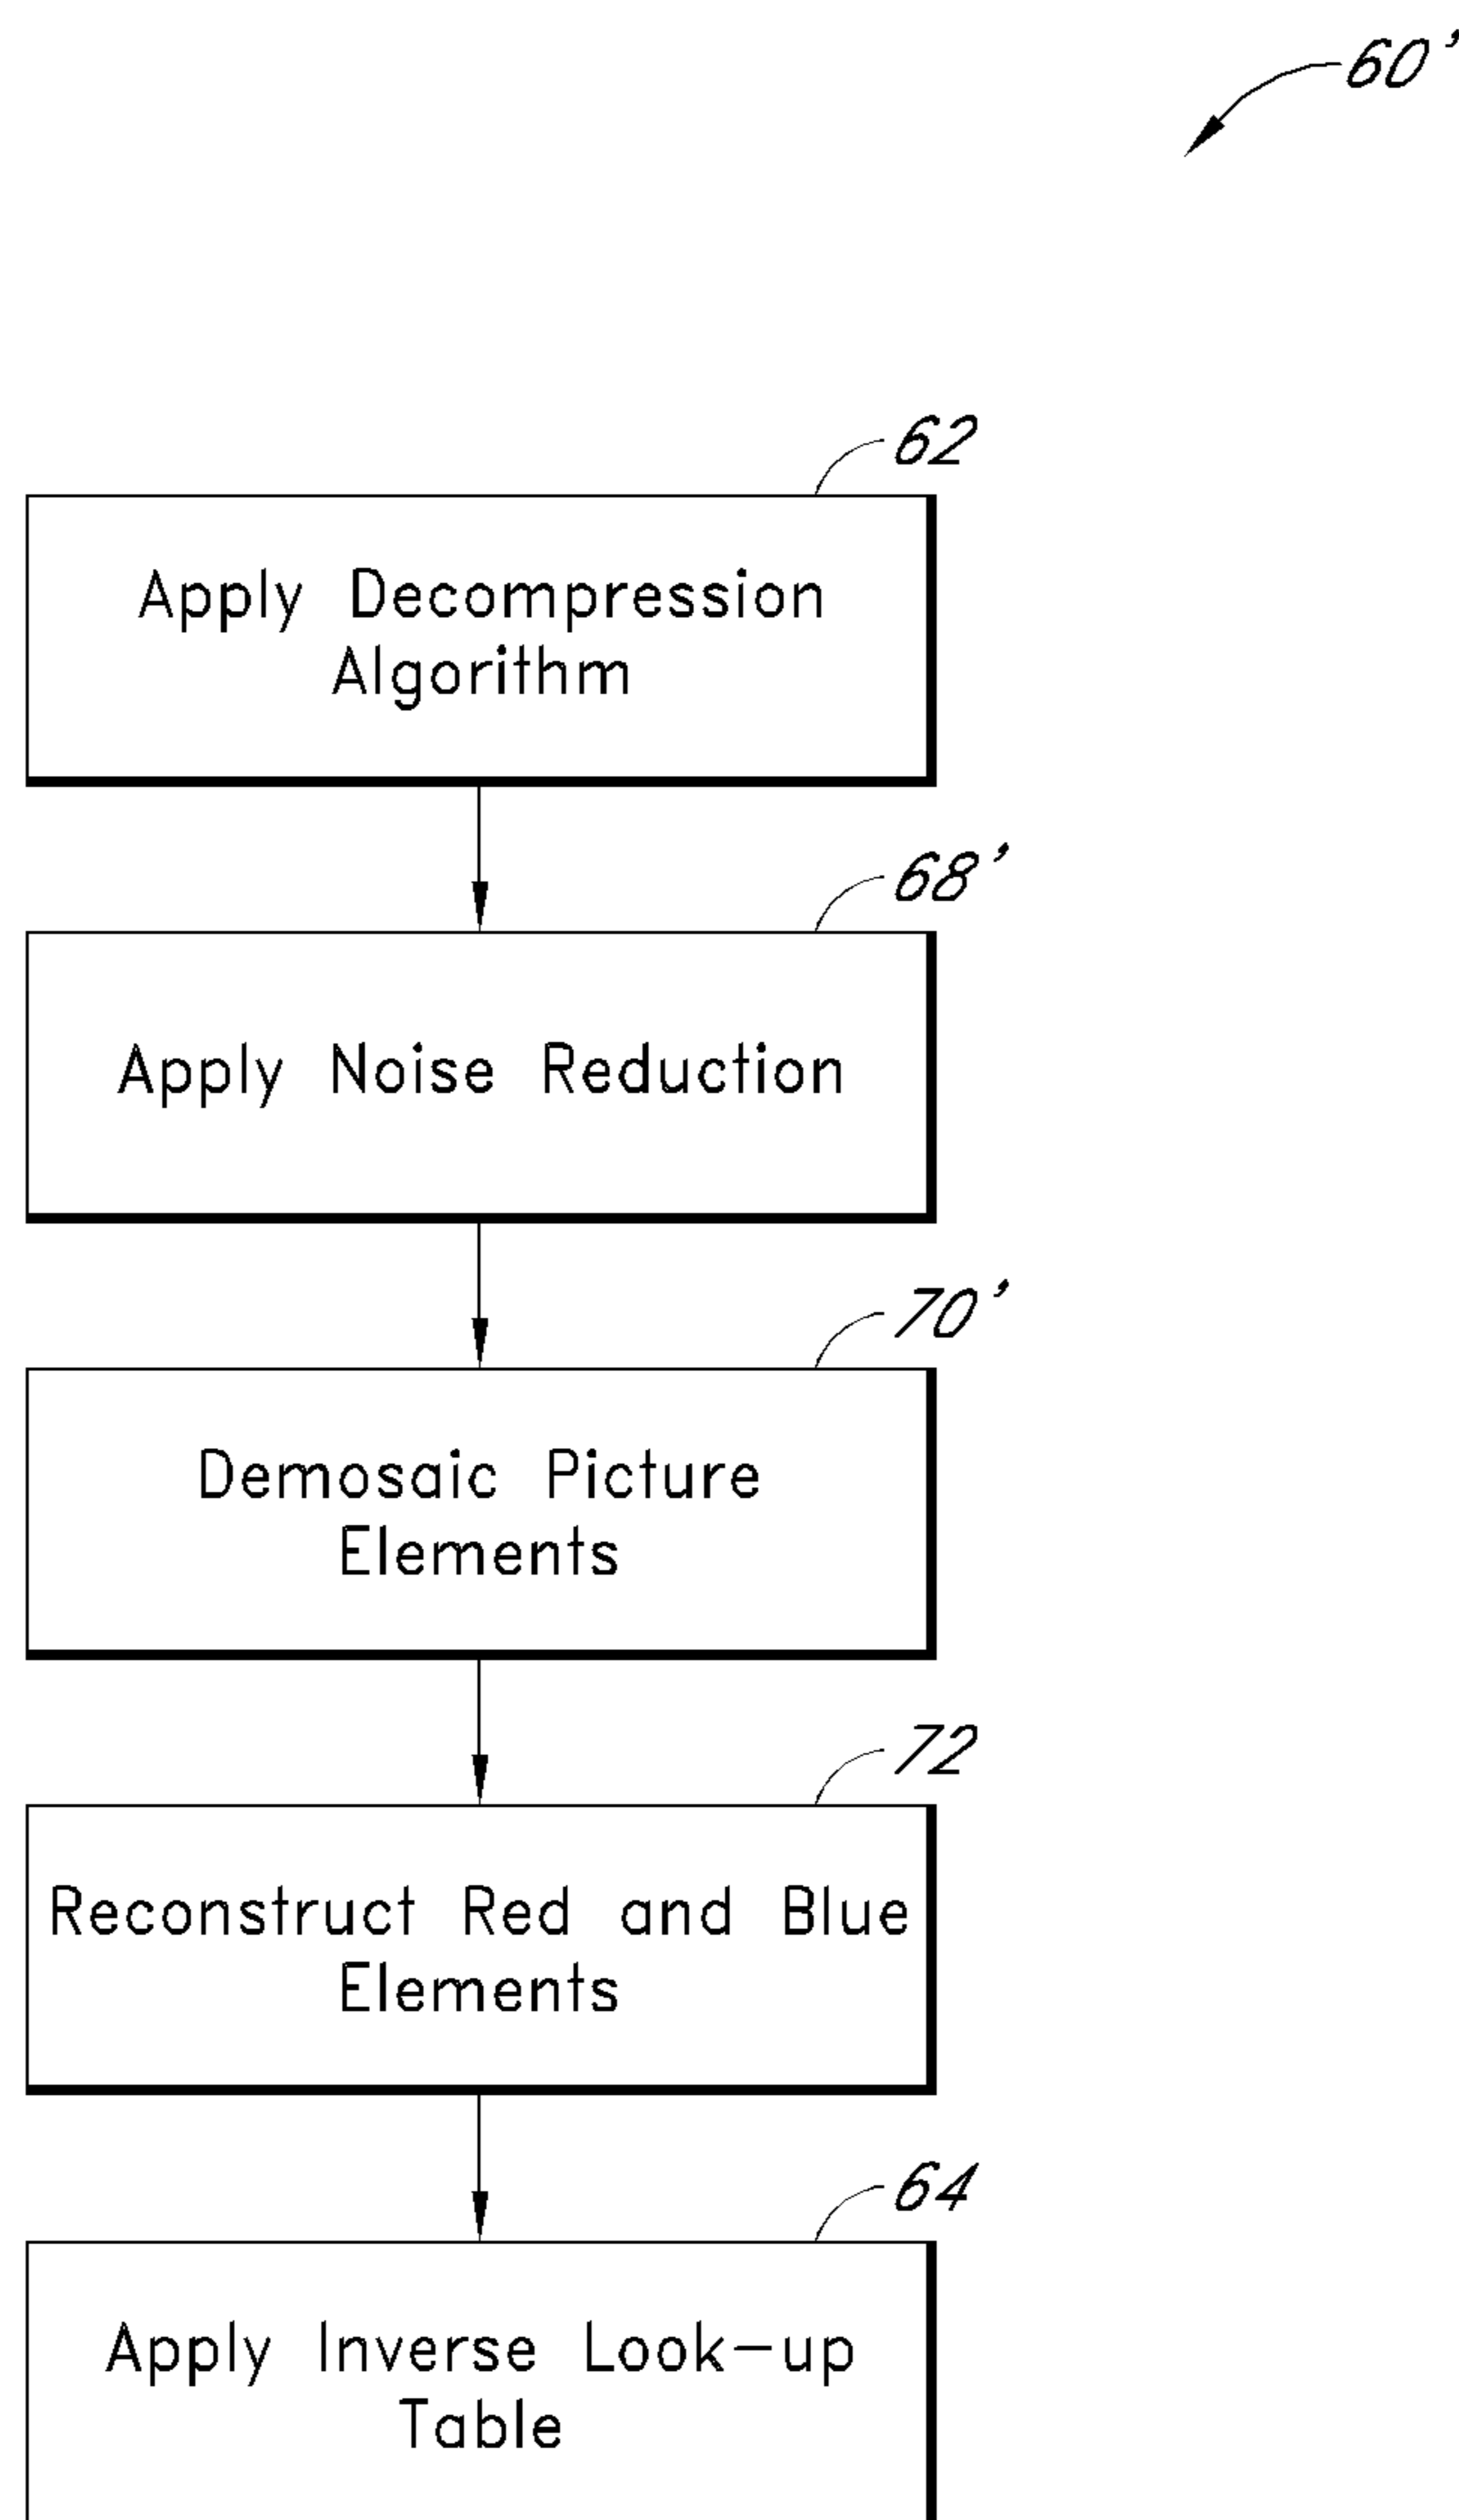 60'
62
Apply Decompression
Algorithm
68'
Apply Noise Reduction
70'
Demosaic Picture
Elements
72
Reconstruct Red and Blue
Elements
64
Apply Inverse Look-up
Table